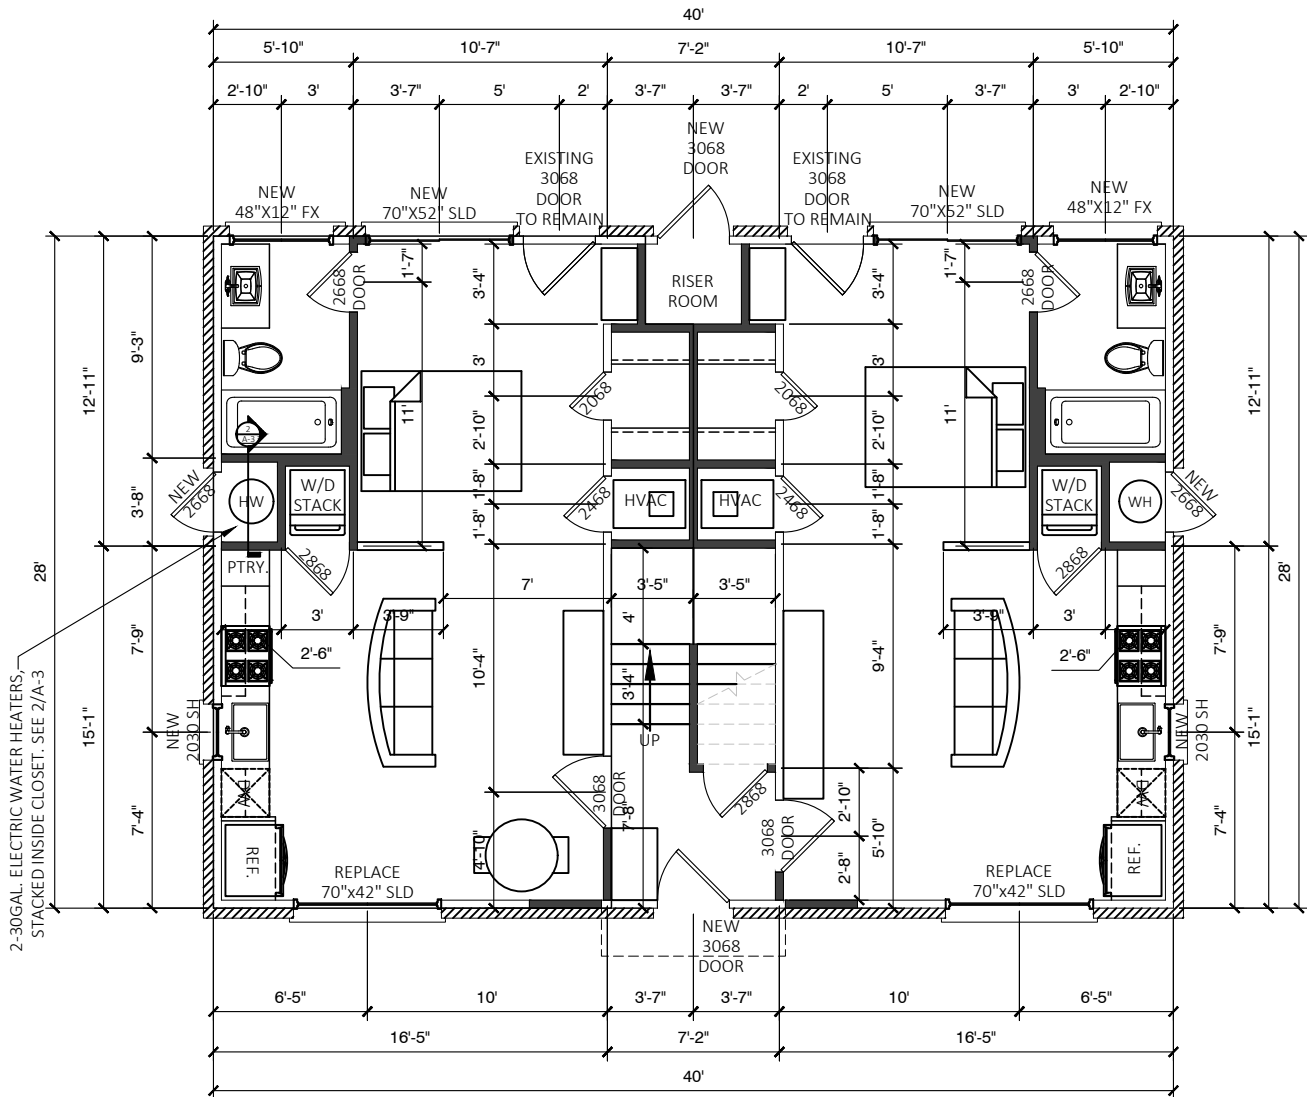 40'
5'-10"
10'-7"
7'-2"
10'-7"
5'-10"
2'-10"
3'
3'-7"
5'
2'
3'-7"
3'-7"
2'
5'
3'-7"
3'
2'-10"
NEW
3068
DOOR
EXISTING
3068
DOOR
TO REMAIN
EXISTING
3068
DOOR
TO REMAIN
NEW
48"X12" FX
NEW
70"X52" SLD
NEW
70"X52" SLD
NEW
48"X12" FX
2668
DOOR
1'-7"
3'-4"
RISER
ROOM
3'-4"
1'-7"
2668
DOOR
9'-3"
12'-11"
3'
3'
12'-11"
2068
2068
11'
11'
2'-10"
2'-10"
2
A-3
NEW
2668
3'-8"
HW
W/D
STACK
1'-8"
2468
HVAC
HVAC
2468
1'-8"
W/D
STACK
WH
NEW
2668
1'-8"
1'-8"
28'
PTRY.
2868
7'
3'-5"
3'-5"
2868
28'
3'
3'-9"
4'
3'-9"
3'
7'-9"
2'-6"
10'-4"
3'-4"
9'-4"
2'-6"
7'-9"
UP
15'-1"
NEW
2030 SH
15'-1"
NEW
2030 SH
2-30GAL. ELECTRIC WATER HEATERS,
STACKED INSIDE CLOSET. SEE 2/A-3
DW
3068
DOOR
7'-8"
2868
2'-10"
3068
DOOR
5'-10"
2'-8"
7'-4"
7'-4"
REF.
4'-10"
REF.
REPLACE
70"x42" SLD
REPLACE
70"x42" SLD
NEW
3068
DOOR
6'-5"
10'
3'-7"
3'-7"
10'
6'-5"
16'-5"
7'-2"
16'-5"
40'